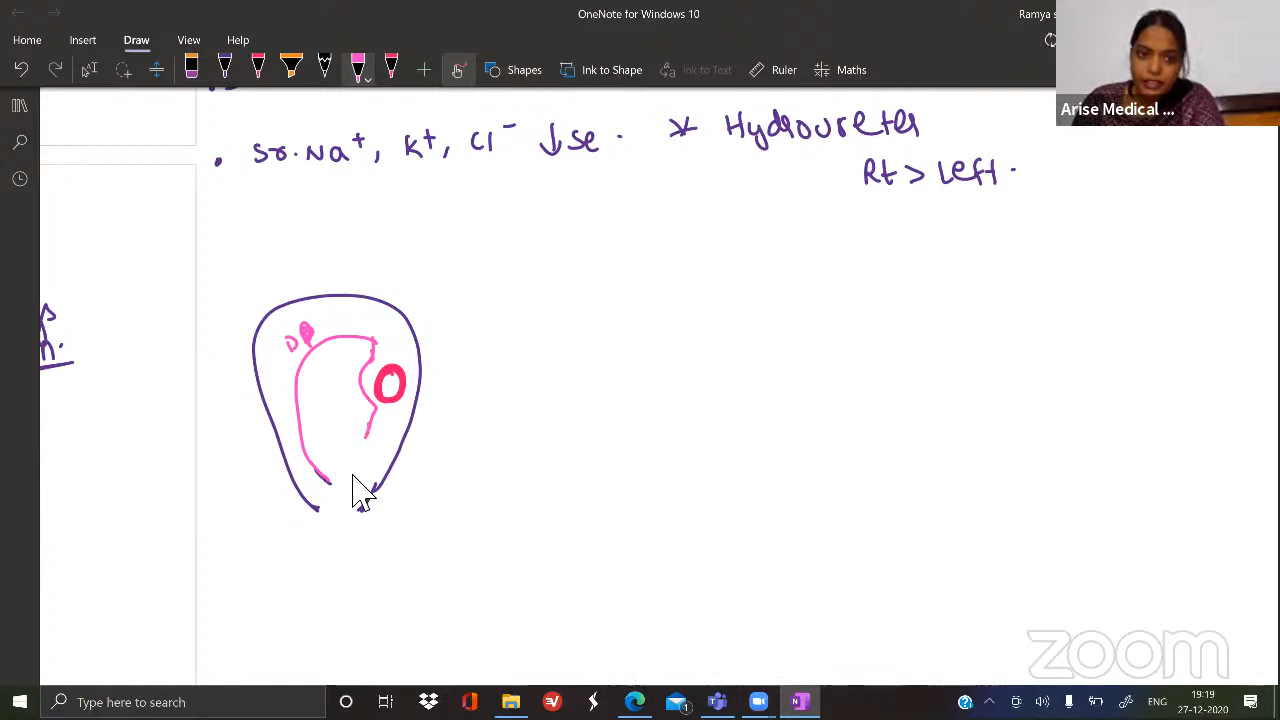 OneNote for Windows 10
Ramya s
Home Insert Draw View Help
Shapes Ink to Shape Ink to Text Ruler Maths
Arise Medical ...
* Hydroureter
• Sr. Na+, K+, Cl- ↓se.
Rt > Left.
h.
D
zoom
Type here to search
1
ENG
19:19
27-12-2020